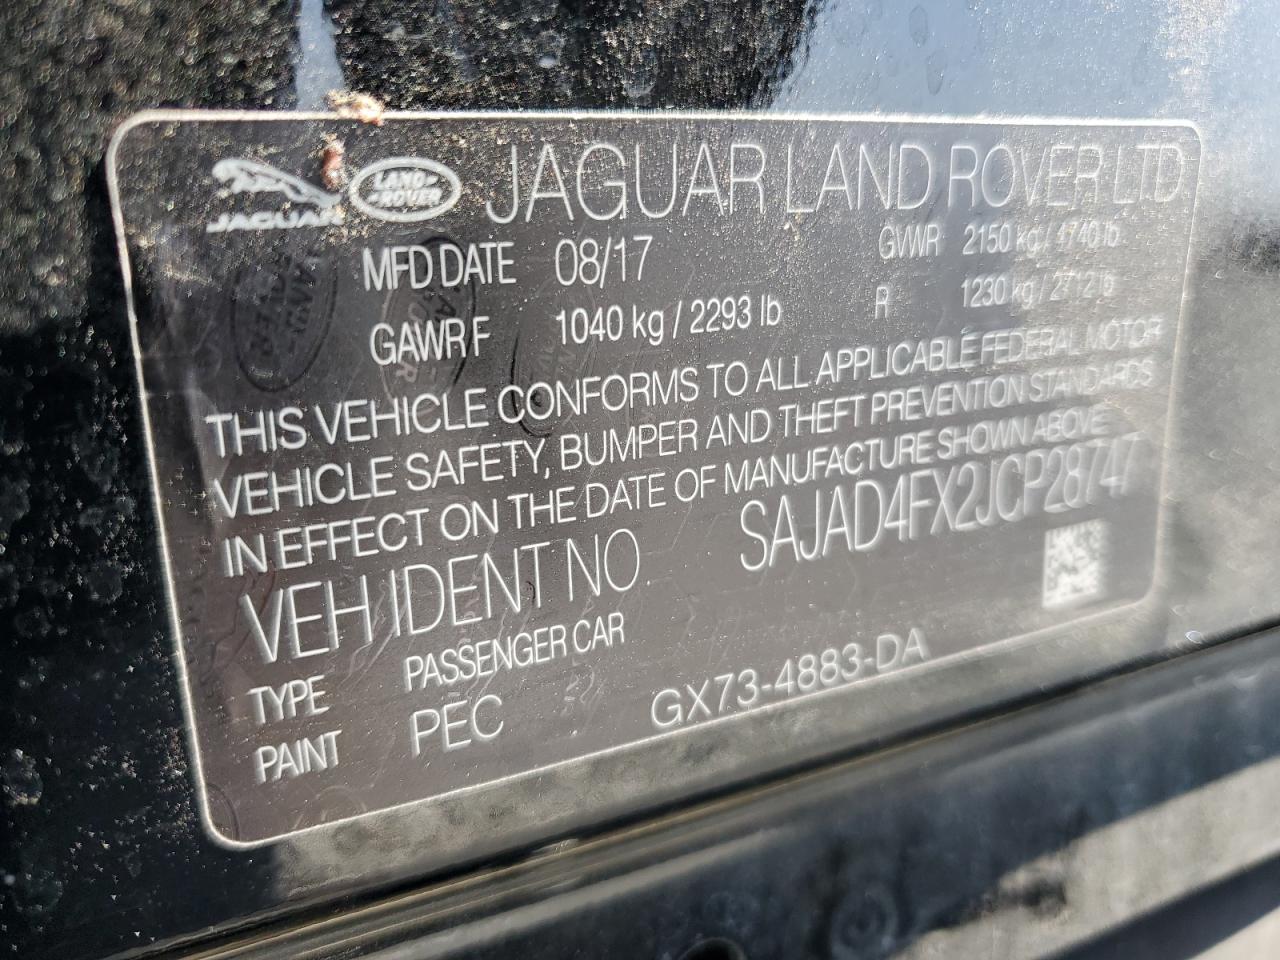 JAGUAR LAND ROVER JAGUAR LAND ROVER LTD
MFD DATE 08/17 GVWR 2150 kg / 4740 lb
GAWR F 1040 kg / 2293 lb R 1230 kg / 2712 lb
THIS VEHICLE CONFORMS TO ALL APPLICABLE FEDERAL MOTOR
VEHICLE SAFETY, BUMPER AND THEFT PREVENTION STANDARDS
IN EFFECT ON THE DATE OF MANUFACTURE SHOWN ABOVE
VEH IDENT NO. SAJAD4FX2JCP28747
TYPE PASSENGER CAR
PAINT PEC GX73-4883-DA